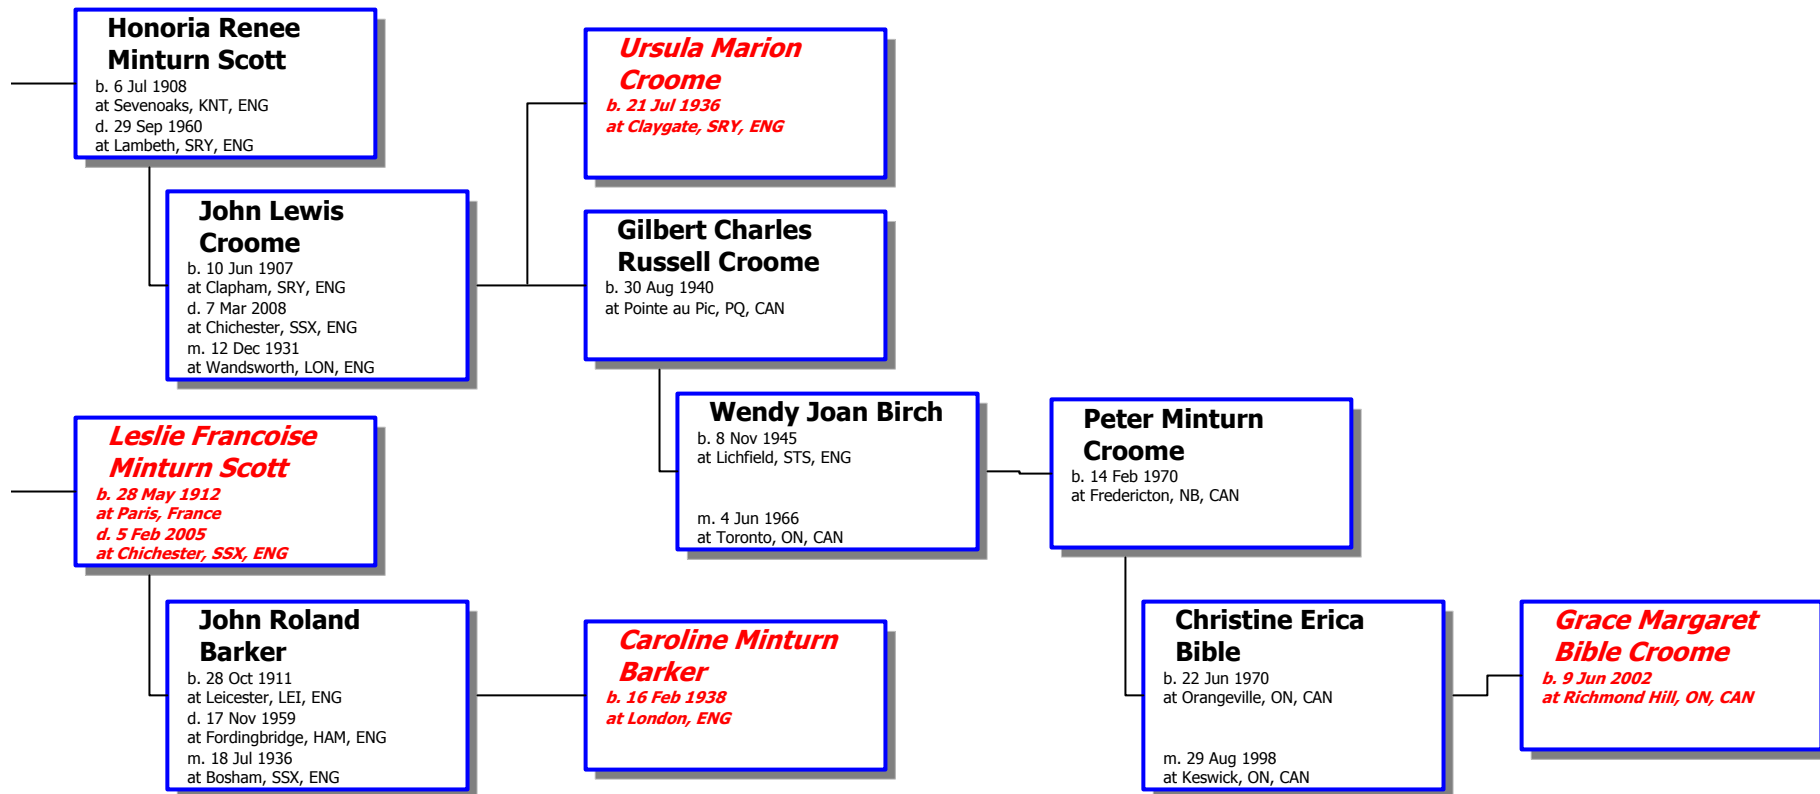 Honoria Renee
Minturn Scott
b. 6 Jul 1908
at Sevenoaks, KNT, ENG
d. 29 Sep 1960
at Lambeth, SRY, ENG
John Lewis
Croome
b. 10 Jun 1907
at Clapham, SRY, ENG
d. 7 Mar 2008
at Chichester, SSX, ENG
m. 12 Dec 1931
at Wandsworth, LON, ENG
Ursula Marion
Croome
b. 21 Jul 1936
at Claygate, SRY, ENG
Gilbert Charles
Russell Croome
b. 30 Aug 1940
at Pointe au Pic, PQ, CAN
Wendy Joan Birch
b. 8 Nov 1945
at Lichfield, STS, ENG
m. 4 Jun 1966
at Toronto, ON, CAN
Peter Minturn
Croome
b. 14 Feb 1970
at Fredericton, NB, CAN
Christine Erica
Bible
b. 22 Jun 1970
at Orangeville, ON, CAN
m. 29 Aug 1998
at Keswick, ON, CAN
Grace Margaret
Bible Croome
b. 9 Jun 2002
at Richmond Hill, ON, CAN
Leslie Francoise
Minturn Scott
b. 28 May 1912
at Paris, France
d. 5 Feb 2005
at Chichester, SSX, ENG
John Roland
Barker
b. 28 Oct 1911
at Leicester, LEI, ENG
d. 17 Nov 1959
at Fordingbridge, HAM, ENG
m. 18 Jul 1936
at Bosham, SSX, ENG
Caroline Minturn
Barker
b. 16 Feb 1938
at London, ENG